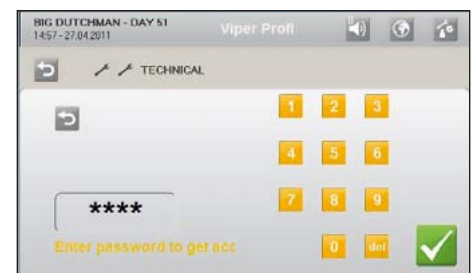 BIG DUTCHMAN - DAY 51
14:57 - 27.04.2011
Viper Profi
TECHNICAL
1 2 3
4 5 6
7 8 9
****
Enter password to get acc
0 del